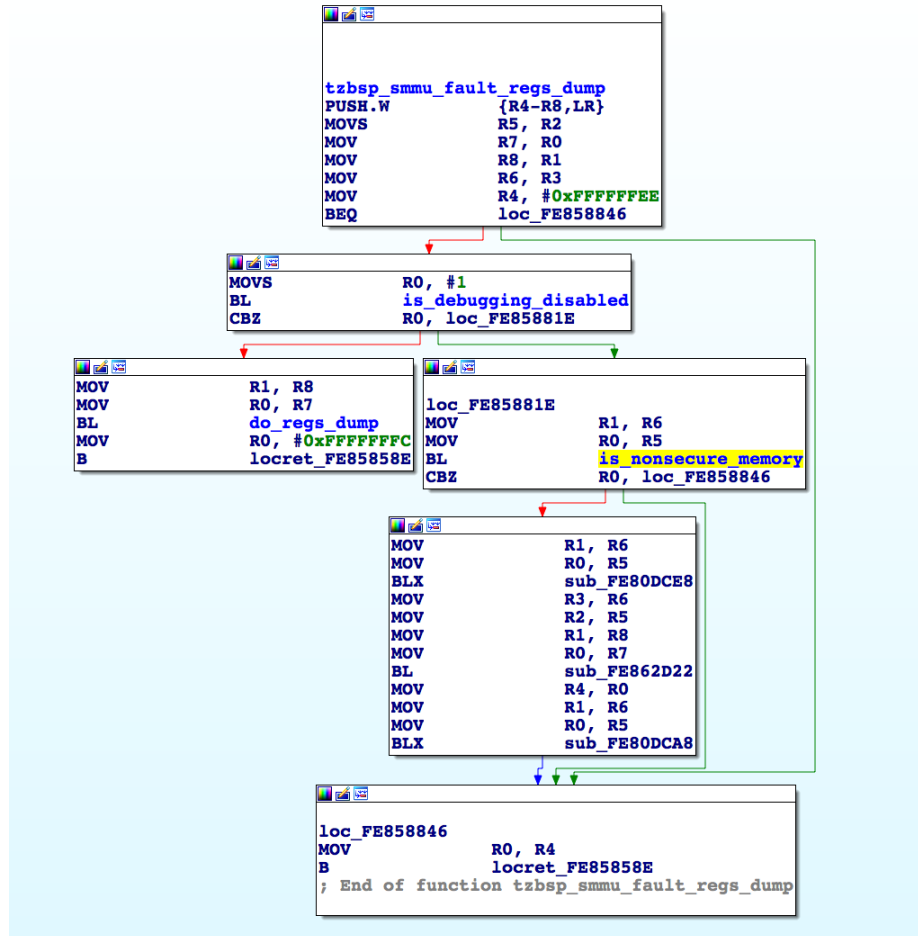 tzbsp_smmu_fault_regs_dump
PUSH.W {R4-R8,LR}
MOVS R5, R2
MOV R7, R0
MOV R8, R1
MOV R6, R3
MOV R4, #0xFFFFFFEE
BEQ loc_FE858846
MOVS R0, #1
BL is_debugging_disabled
CBZ R0, loc_FE85881E
MOV R1, R8
MOV R0, R7
BL do_regs_dump
MOV R0, #0xFFFFFFFC
B locret_FE85858E
loc_FE85881E
MOV R1, R6
MOV R0, R5
BL is_nonsecure_memory
CBZ R0, loc_FE858846
MOV R1, R6
MOV R0, R5
BLX sub_FE80DCE8
MOV R3, R6
MOV R2, R5
MOV R1, R8
MOV R0, R7
BL sub_FE862D22
MOV R4, R0
MOV R1, R6
MOV R0, R5
BLX sub_FE80DCA8
loc_FE858846
MOV R0, R4
B locret_FE85858E
; End of function tzbsp_smmu_fault_regs_dump